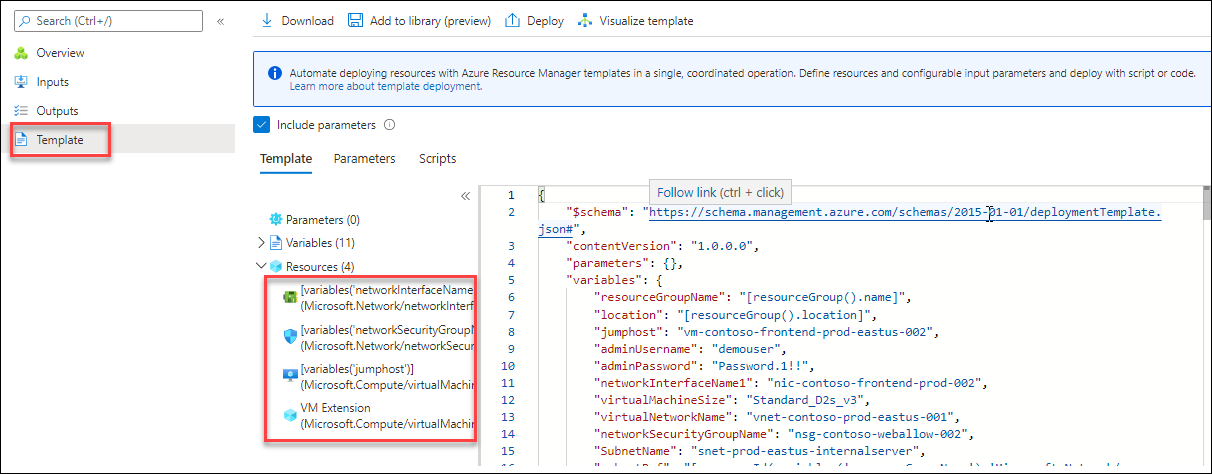 Search (Ctrl+/)
«
Overview
Inputs
Outputs
Template
Download
Add to library (preview)
Deploy
Visualize template
Automate deploying resources with Azure Resource Manager templates in a single, coordinated operation. Define resources and configurable input parameters and deploy with script or code.
Learn more about template deployment.
Include parameters
Template
Parameters
Scripts
«
Parameters (0)
Variables (11)
Resources (4)
[variables('networkInterfaceName
(Microsoft.Network/networkInterf
[variables('networkSecurityGroupN
(Microsoft.Network/networkSecur
[variables('jumphost')]
(Microsoft.Compute/virtualMachin
VM Extension
(Microsoft.Compute/virtualMachin
Follow link (ctrl + click)
1 {
2 "$schema": "https://schema.management.azure.com/schemas/2015-01-01/deploymentTemplate.
json#",
3 "contentVersion": "1.0.0.0",
4 "parameters": {},
5 "variables": {
6 "resourceGroupName": "[resourceGroup().name]",
7 "location": "[resourceGroup().location]",
8 "jumphost": "vm-contoso-frontend-prod-eastus-002",
9 "adminUsername": "demouser",
10 "adminPassword": "Password.1!!",
11 "networkInterfaceName1": "nic-contoso-frontend-prod-002",
12 "virtualMachineSize": "Standard_D2s_v3",
13 "virtualNetworkName": "vnet-contoso-prod-eastus-001",
14 "networkSecurityGroupName": "nsg-contoso-weballow-002",
15 "SubnetName": "snet-prod-eastus-internalserver",
16